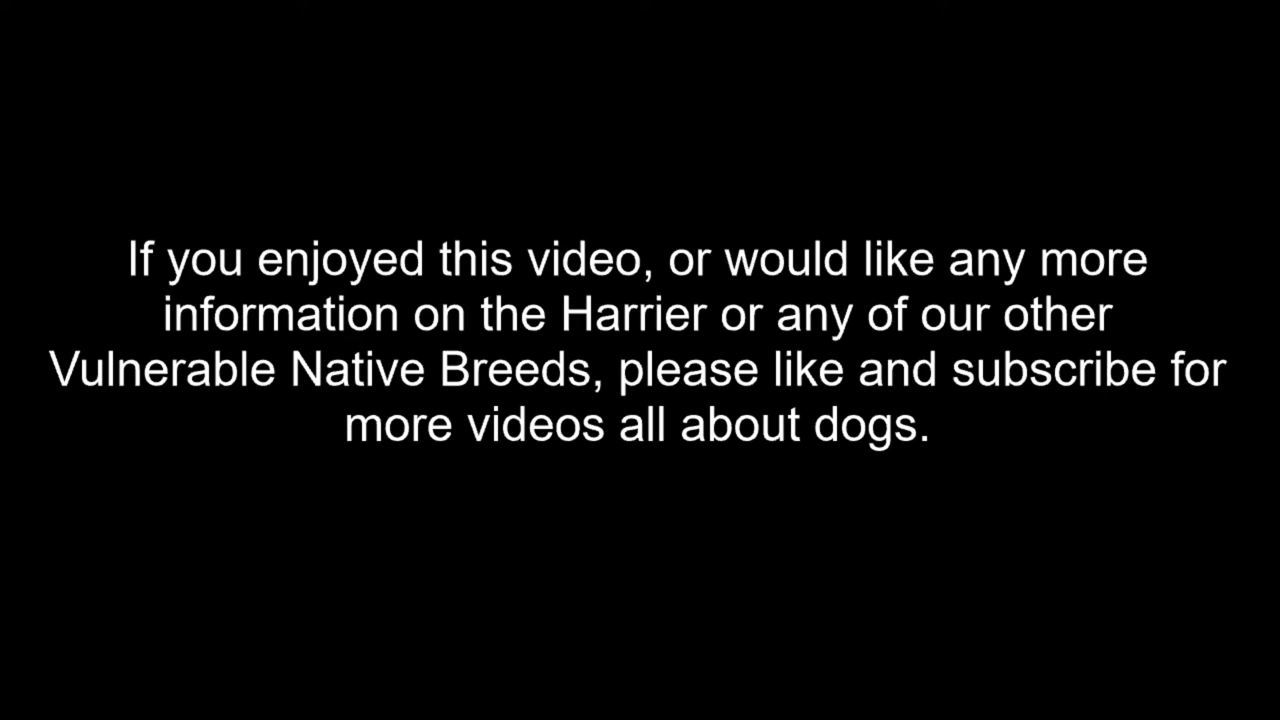 If you enjoyed this video, or would like any more
information on the Harrier or any of our other
Vulnerable Native Breeds, please like and subscribe for
more videos all about dogs.